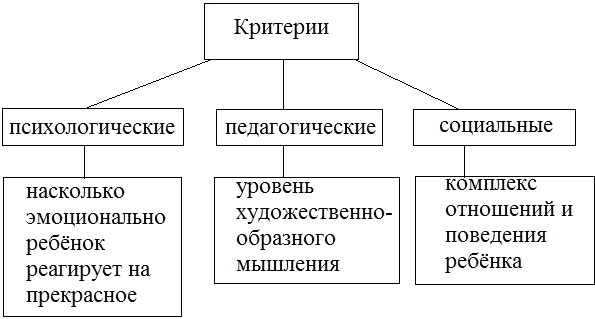 Критерии
психологические
педагогические
социальные
насколько
эмоционально
ребёнок
реагирует на
прекрасное
уровень
художественно-
образного
мышления
комплекс
отношений и
поведения
ребёнка